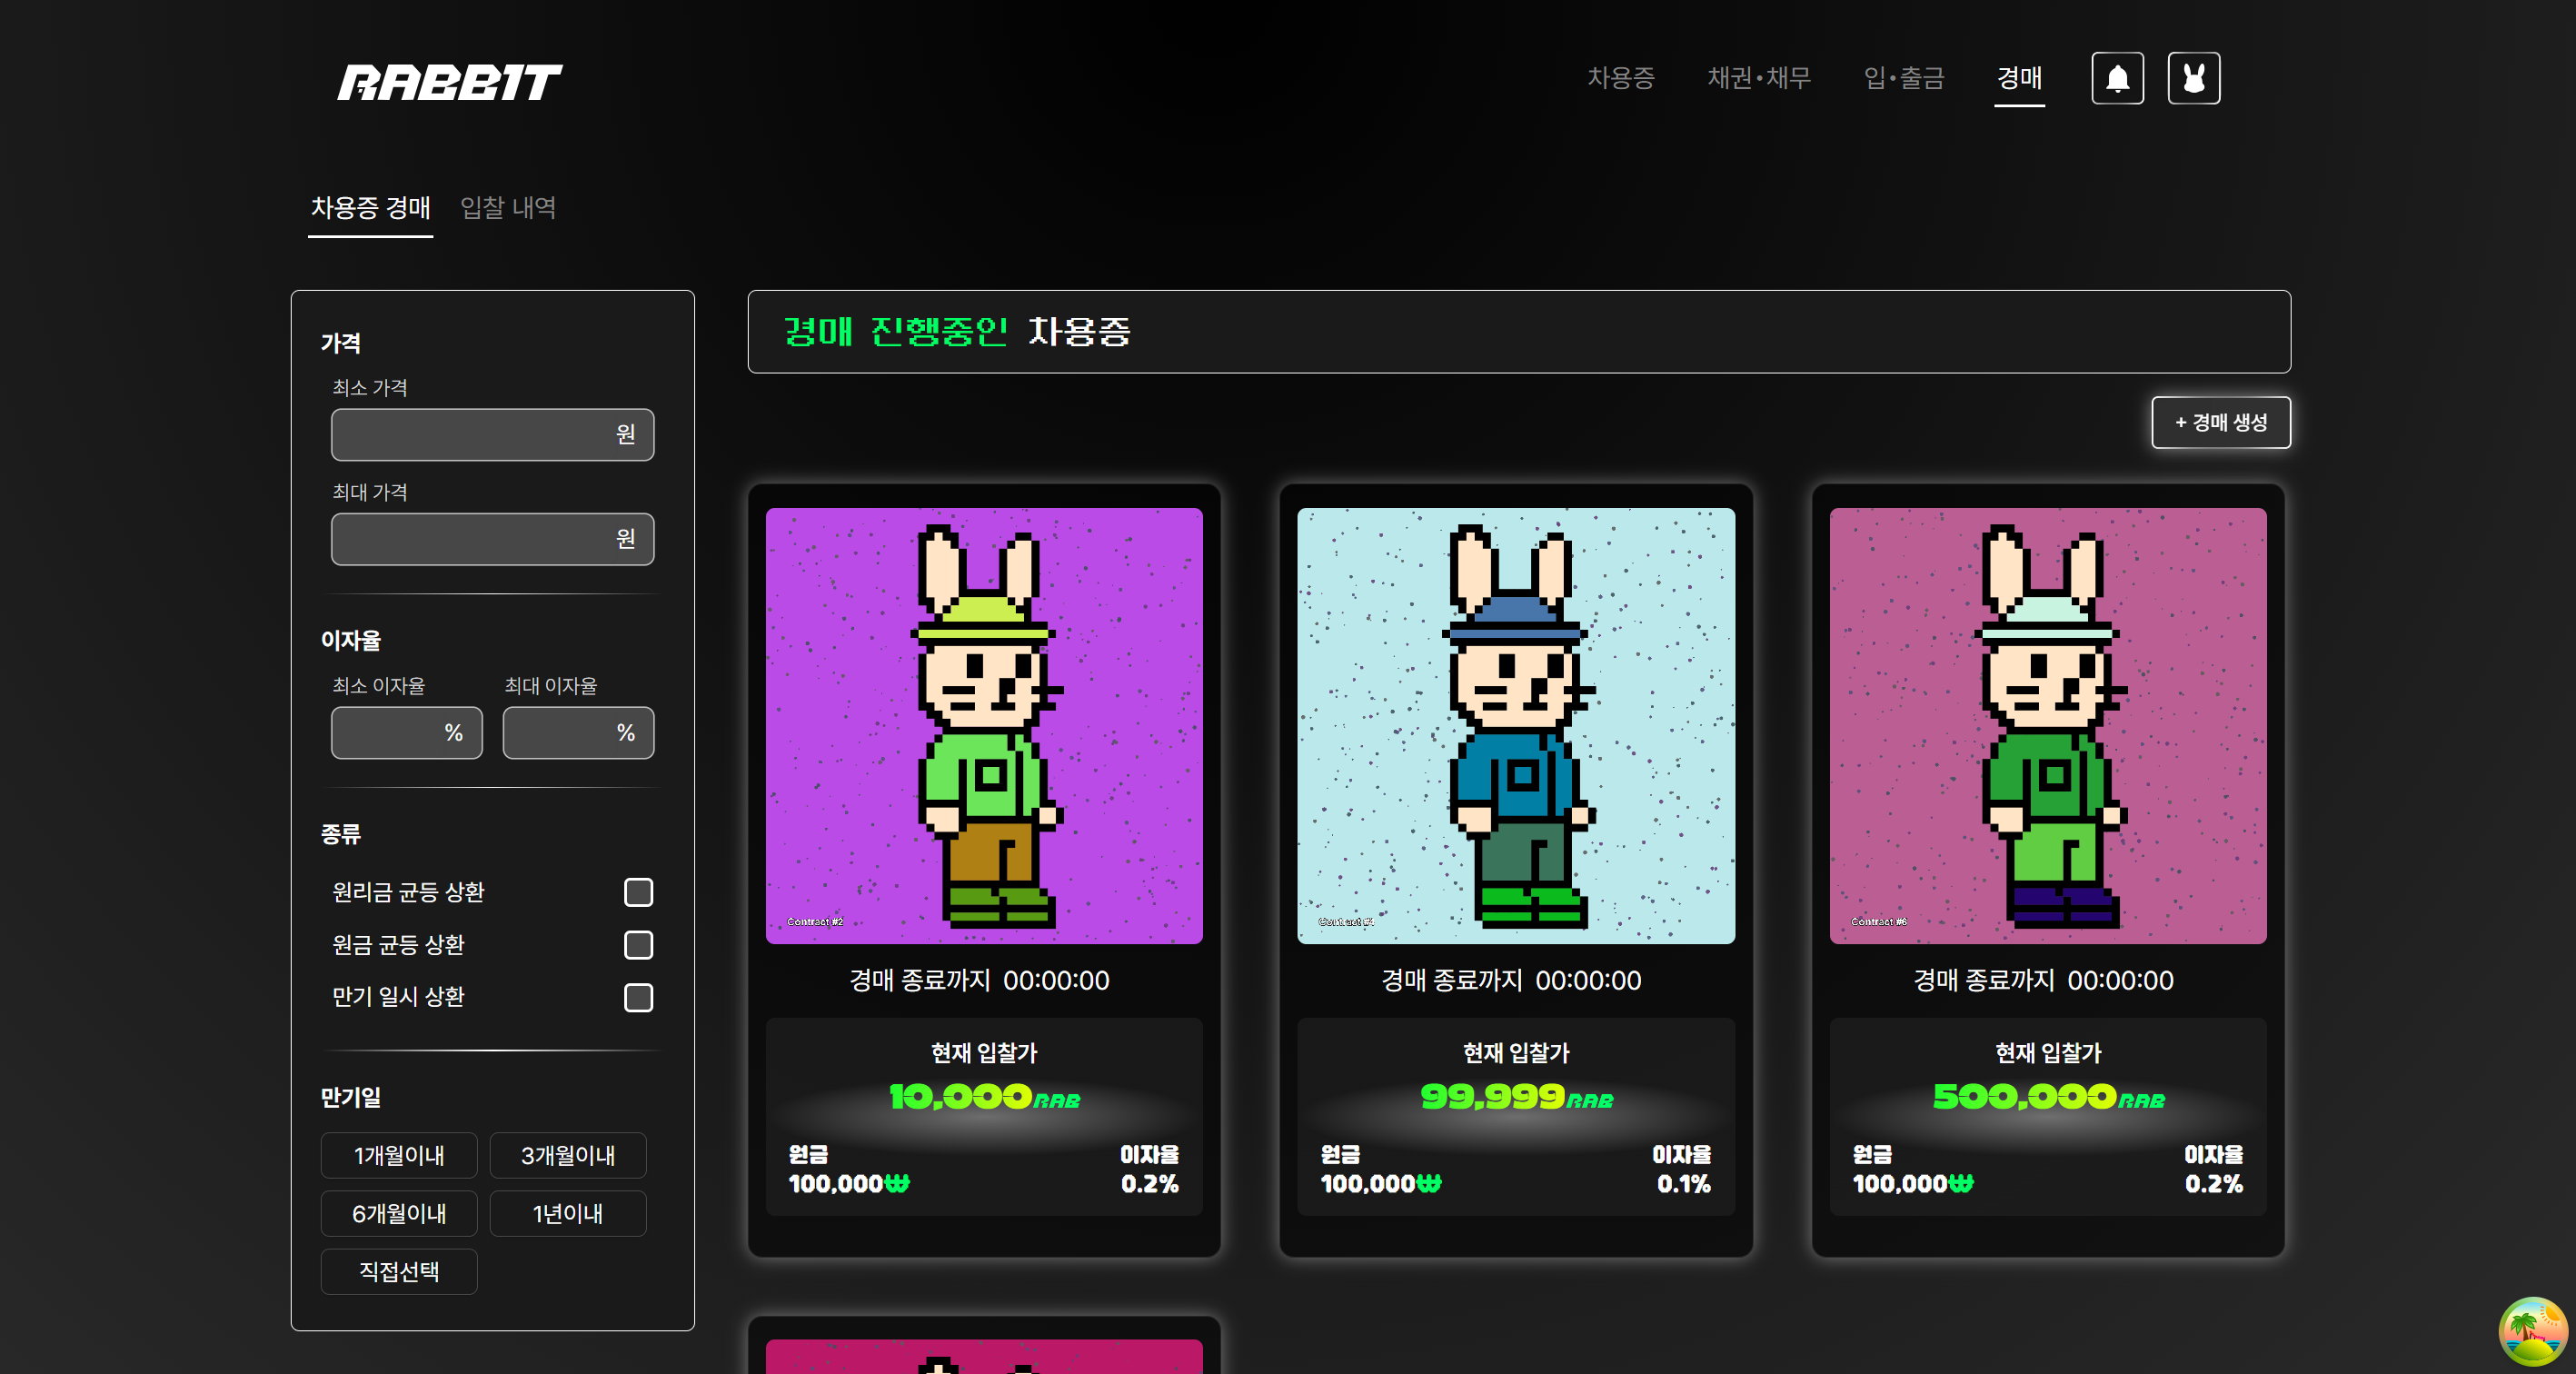 RABB1T
차용증 채권•채무 입•출금 경매
차용증 경매 입찰 내역
가격
최소 가격
원
최대 가격
원
이자율
최소 이자율 최대 이자율
% %
종류
원리금 균등 상환
원금 균등 상환
만기 일시 상환
만기일
1개월이내 3개월이내
6개월이내 1년이내
직접선택
경매 진행중인 차용증
+ 경매 생성
Contract #2
경매 종료까지 00:00:00
현재 입찰가
10,000RAB
원금 이자율
100,000₩ 0.2%
Contract #4
경매 종료까지 00:00:00
현재 입찰가
99,999RAB
원금 이자율
100,000₩ 0.1%
Contract #6
경매 종료까지 00:00:00
현재 입찰가
500,000RAB
원금 이자율
100,000₩ 0.2%